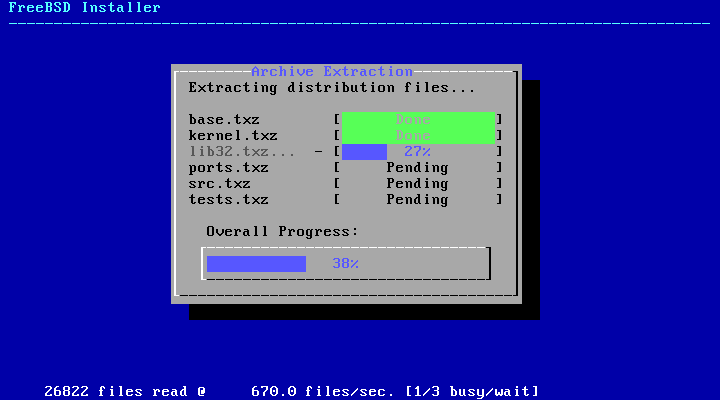 FreeBSD Installer
Archive Extraction
Extracting distribution files...
base.txz [ Done ]
kernel.txz [ Done ]
lib32.txz... - [ 27% ]
ports.txz [ Pending ]
src.txz [ Pending ]
tests.txz [ Pending ]
Overall Progress:
38%
26822 files read @ 670.0 files/sec. [1/3 busy/wait]